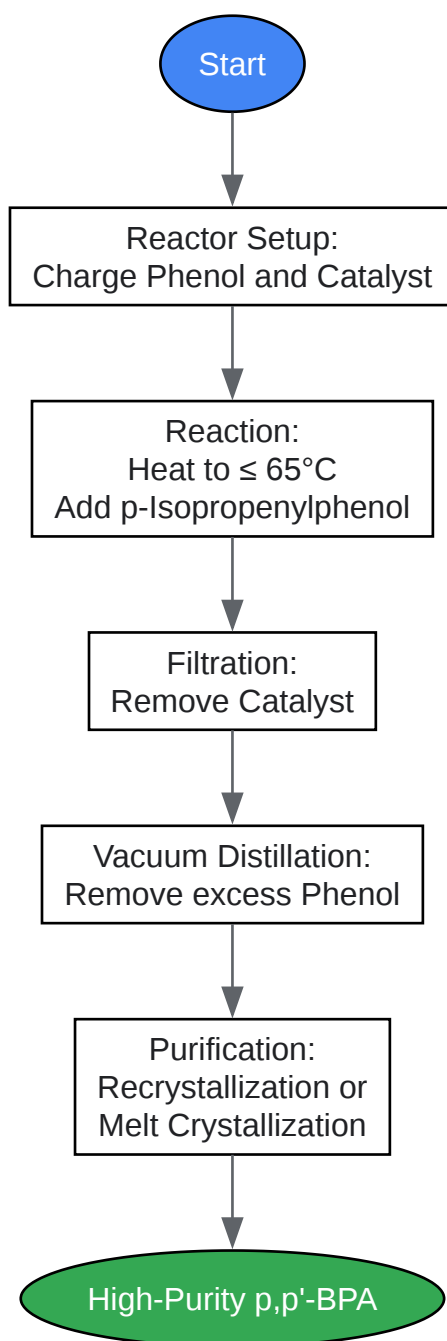 Start
Reactor Setup:
Charge Phenol and Catalyst
Reaction:
Heat to ≤ 65°C
Add p-Isopropenylphenol
Filtration:
Remove Catalyst
Vacuum Distillation:
Remove excess Phenol
Purification:
Recrystallization or
Melt Crystallization
High-Purity p,p'-BPA